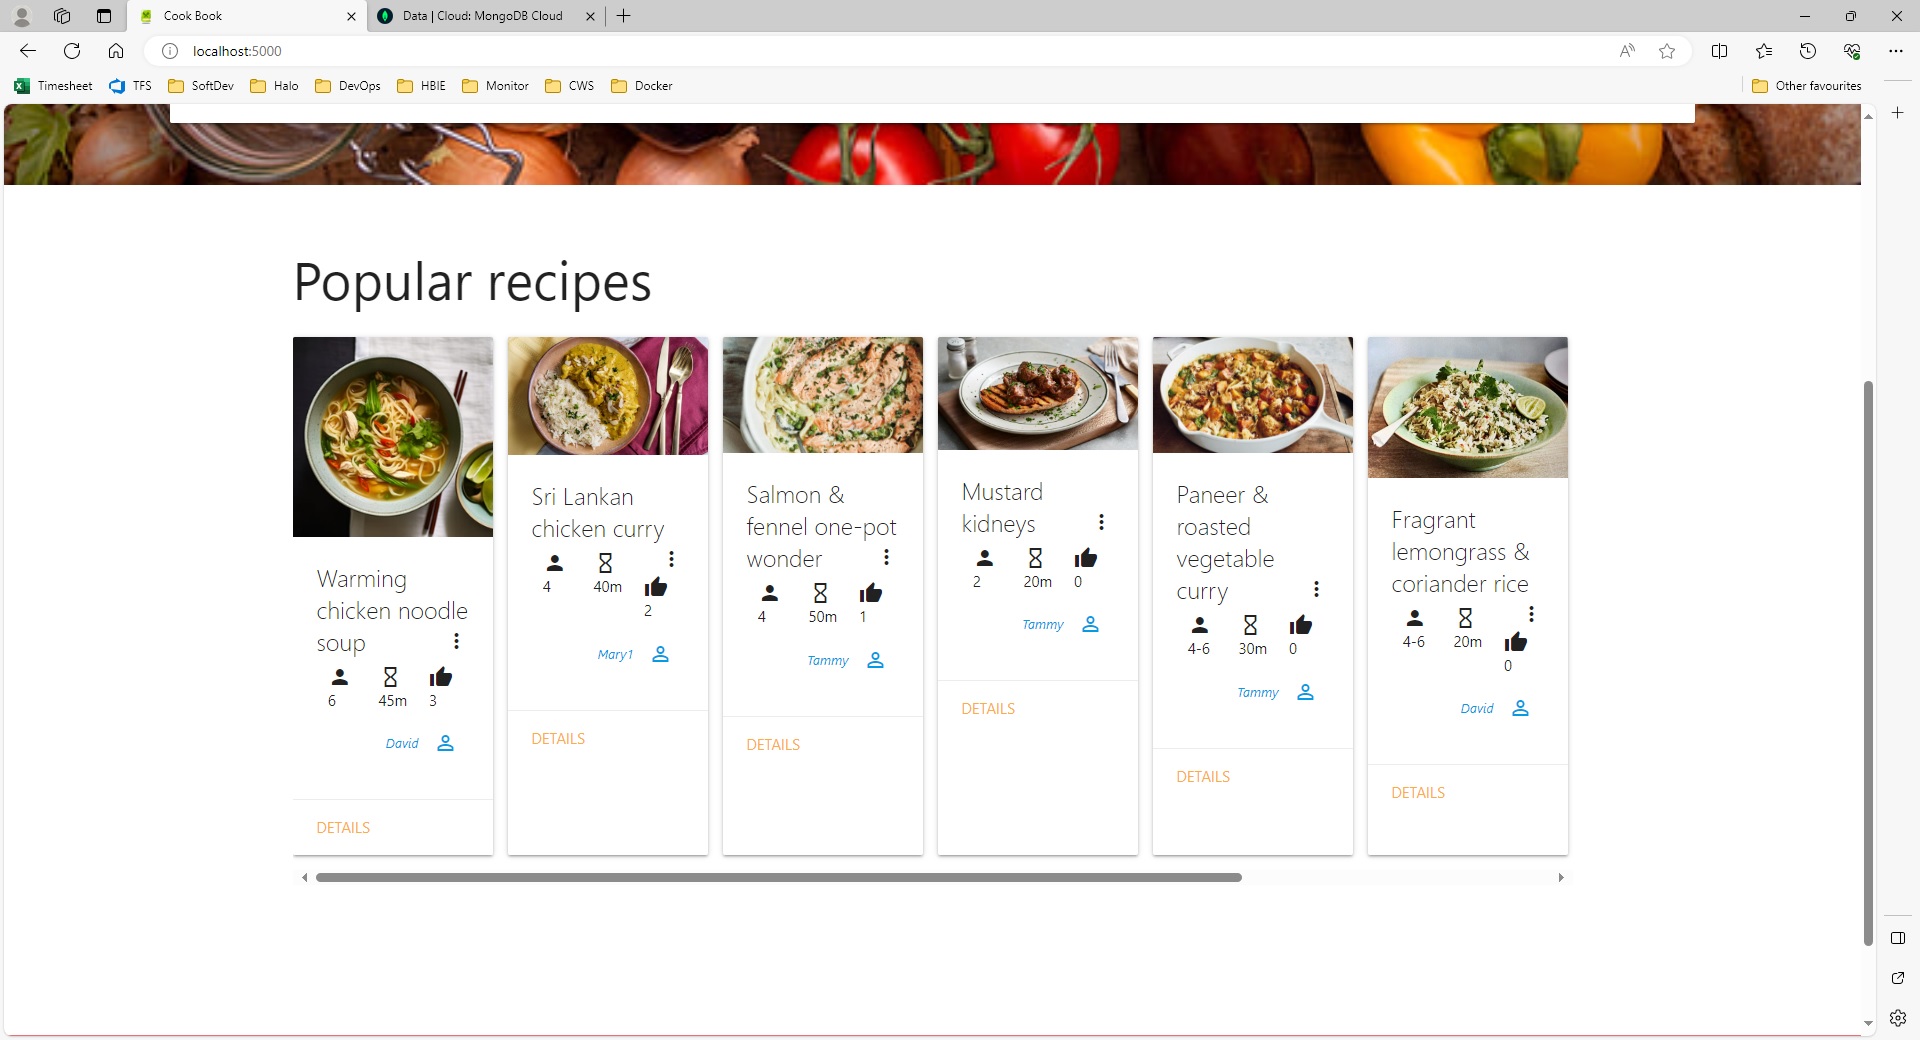 Cook Book
Data | Cloud: MongoDB Cloud
localhost:5000
Timesheet
TFS
SoftDev
Halo
DevOps
HBIE
Monitor
CWS
Docker
Other favourites
Popular recipes
Warming
chicken noodle
soup
6 45m 3
David
DETAILS
Sri Lankan
chicken curry
4 40m
2
Mary1
DETAILS
Salmon &
fennel one-pot
wonder
4 50m 1
Tammy
DETAILS
Mustard
kidneys
2 20m 0
Tammy
DETAILS
Paneer &
roasted
vegetable
curry
4-6 30m 0
Tammy
DETAILS
Fragrant
lemongrass &
coriander rice
4-6 20m
0
David
DETAILS